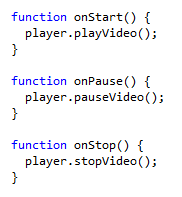 function onStart() {
  player.playVideo();
}

function onPause() {
  player.pauseVideo();
}

function onStop() {
  player.stopVideo();
}